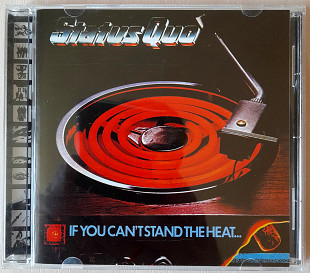 Status Quo
IF YOU CAN'T STAND THE HEAT...